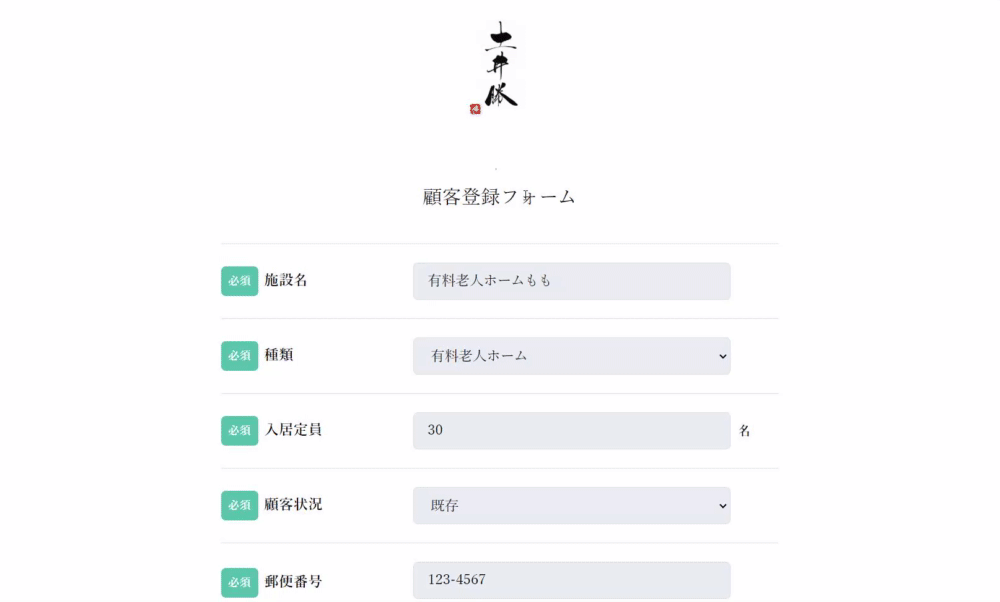 土井勝
顧客登録フォーム
必須 施設名 有料老人ホームもも
必須 種類 有料老人ホーム
必須 入居定員 30 名
必須 顧客状況 既存
必須 郵便番号 123-4567